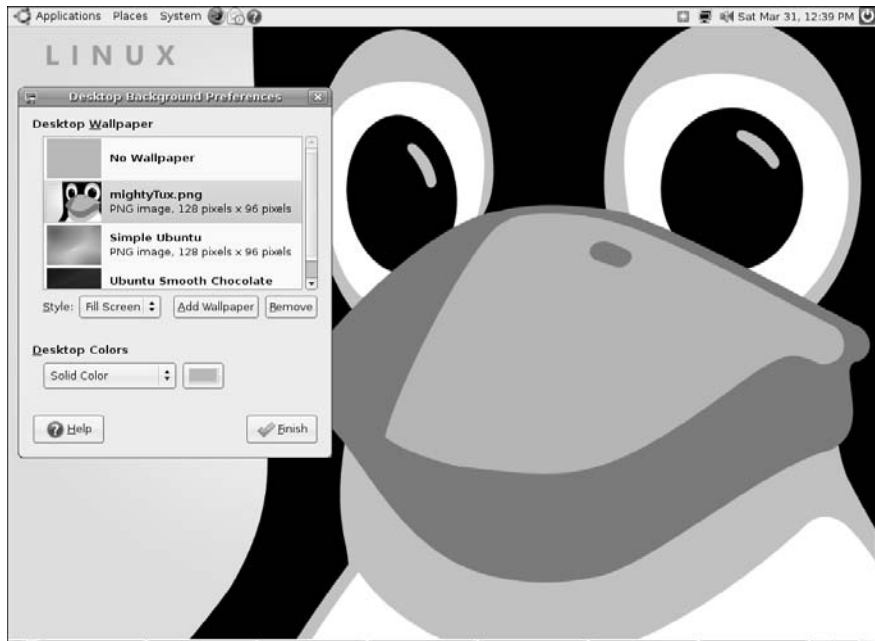 Applications Places System Sat Mar 31, 12:39 PM
LINUX
Desktop Background Preferences
Desktop Wallpaper
No Wallpaper
mightyTux.png
PNG image, 128 pixels x 96 pixels
Simple Ubuntu
PNG image, 128 pixels x 96 pixels
Ubuntu Smooth Chocolate
Style: Fill Screen Add Wallpaper Remove
Desktop Colors
Solid Color
Help Finish